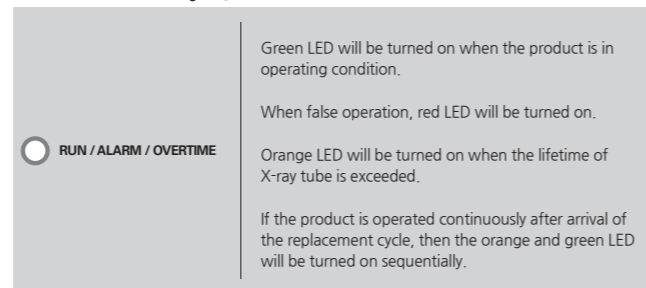 RUN / ALARM / OVERTIME
Green LED will be turned on when the product is in
operating condition.
When false operation, red LED will be turned on.
Orange LED will be turned on when the lifetime of
X-ray tube is exceeded.
If the product is operated continuously after arrival of
the replacement cycle, then the orange and green LED
will be turned on sequentially.